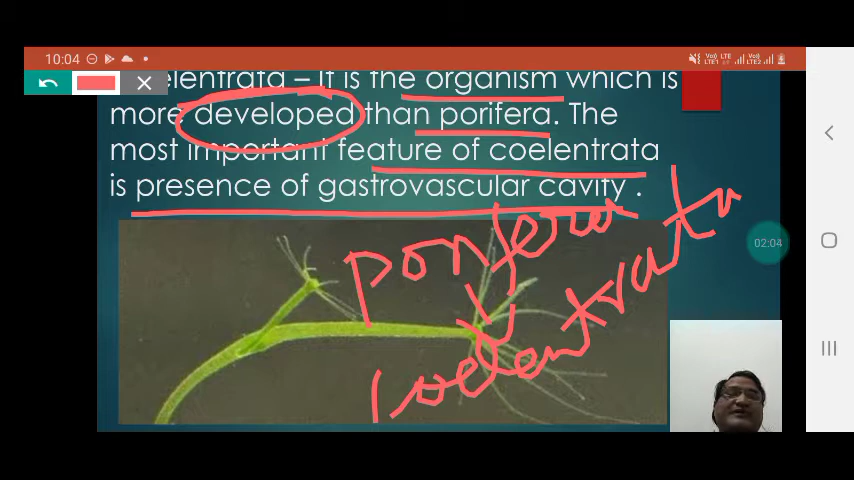 10:04
elentrata – It is the organism which is
more developed than porifera. The
most important feature of coelentrata
is presence of gastrovascular cavity .
porifera
coelentrata
02:04